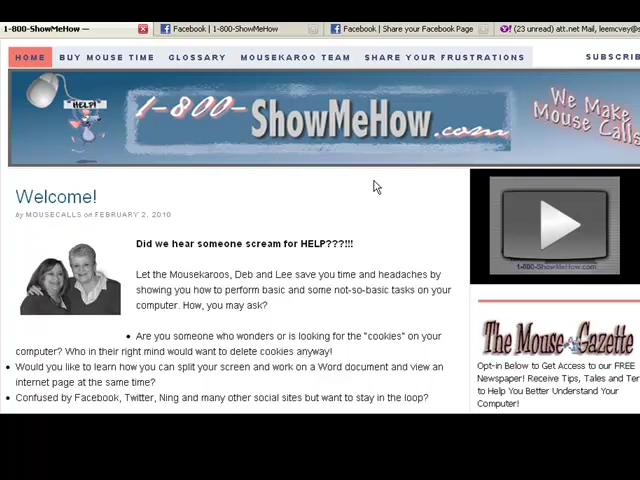 1-800-ShowMeHow —
Facebook | 1-800-ShowMeHow
Facebook | Share your Facebook Page
(23 unread) att.net Mail, leemcvey@s
HOME BUY MOUSE TIME GLOSSARY MOUSEKAROO TEAM SHARE YOUR FRUSTRATIONS SUBSCRIB
"HELP!" 1-800-ShowMeHow.com We Make
Mouse Calls
Welcome!
by MOUSECALLS on FEBRUARY 2, 2010
1-800-ShowMeHow.com
Did we hear someone scream for HELP???!!!
Let the Mousekaroos, Deb and Lee save you time and headaches by
showing you how to perform basic and some not-so-basic tasks on your
computer. How, you may ask?
• Are you someone who wonders or is looking for the "cookies" on your
computer? Who in their right mind would want to delete cookies anyway!
• Would you like to learn how you can split your screen and work on a Word document and view an
internet page at the same time?
• Confused by Facebook, Twitter, Ning and many other social sites but want to stay in the loop?
The Mouse Gazette
Opt-in Below to Get Access to our FREE
Newspaper! Receive Tips, Tales and Ter
to Help You Better Understand Your
Computer!